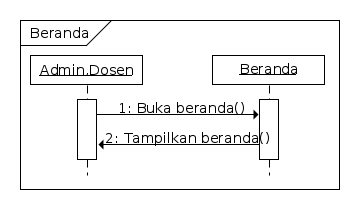 Beranda
Admin,Dosen
Beranda
1: Buka beranda()
2: Tampilkan beranda()